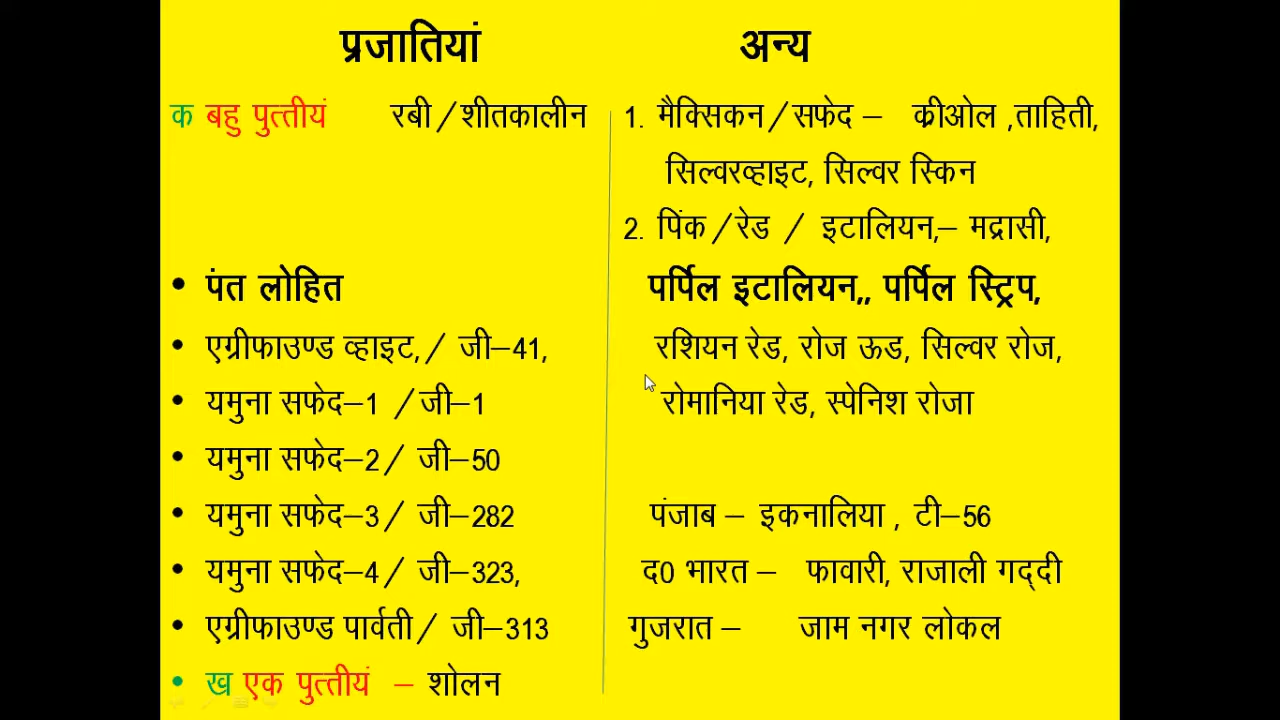 प्रजातियां अन्य
क बहु पुत्तीयं रबी/शीतकालीन
1. मैक्सिकन/सफेद – क्रीओल ,ताहिती,
सिल्वरव्हाइट, सिल्वर स्किन
2. पिंक/रेड / इटालियन,– मद्रासी,
• पंत लोहित
पर्पिल इटालियन,, पर्पिल स्ट्रिप,
• एग्रीफाउण्ड व्हाइट,/ जी–41,
रशियन रेड, रोज ऊड, सिल्वर रोज,
• यमुना सफेद–1 /जी–1
रोमानिया रेड, स्पेनिश रोजा
• यमुना सफेद–2/ जी–50
• यमुना सफेद–3/ जी–282
पंजाब – इकनालिया , टी–56
• यमुना सफेद–4/ जी–323,
द0 भारत – फावारी, राजाली गद्दी
• एग्रीफाउण्ड पार्वती/ जी–313
गुजरात – जाम नगर लोकल
• ख एक पुत्तीयं – शोलन